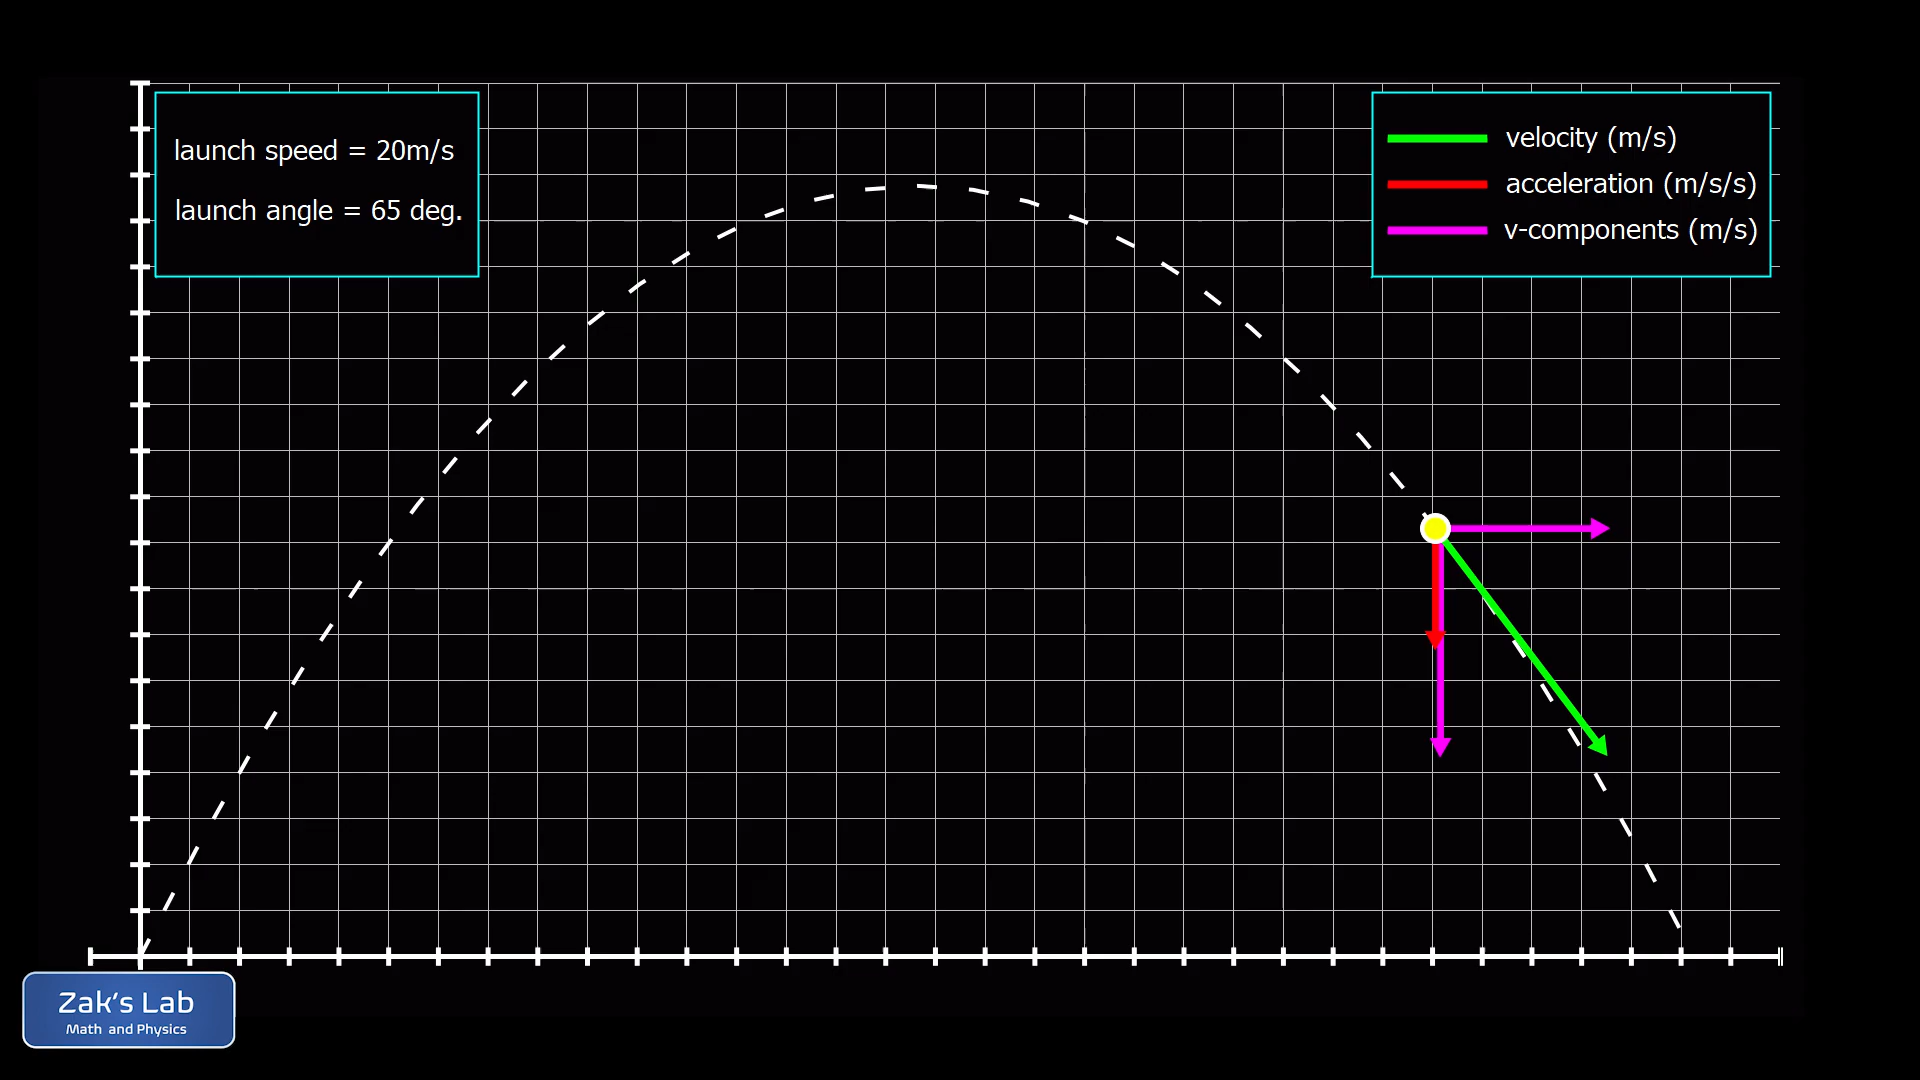 launch speed = 20m/s
launch angle = 65 deg.
velocity (m/s)
acceleration (m/s/s)
v-components (m/s)
Zak's Lab
Math and Physics